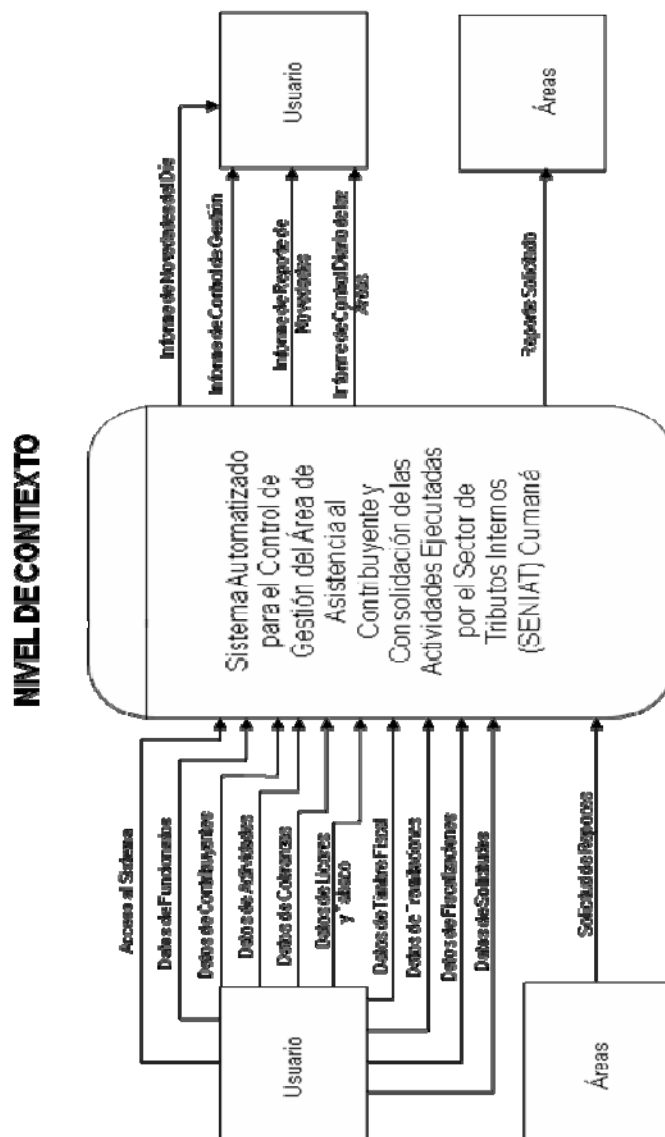 NIVEL DE CONTEXTO
Acceso al Sistema
Datos de Funcionarios
Datos de Contribuyentes
Datos de Actividades
Datos de Cobranzas
Datos de Licores
y Tabaco
Datos de Timbre Fiscal
Datos de Tramitaciones
Datos de Fiscalizaciones
Datos de Solicitudes
Usuario
Solicitud de Repores
Áreas
Sistema Automatizado
para el Control de
Gestión del Área de
Asistencia al
Contribuyente y
Consolidación de las
Actividades Ejecutadas
por el Sector de
Tributos Internos
(SENIAT) Cumaná
Informe de Novedades del Día
Informe de Control de Gestión
Informe de Reporte de
Novedades
Informe de Control Diario de las
Áreas
Usuario
Reporte Solicitado
Áreas